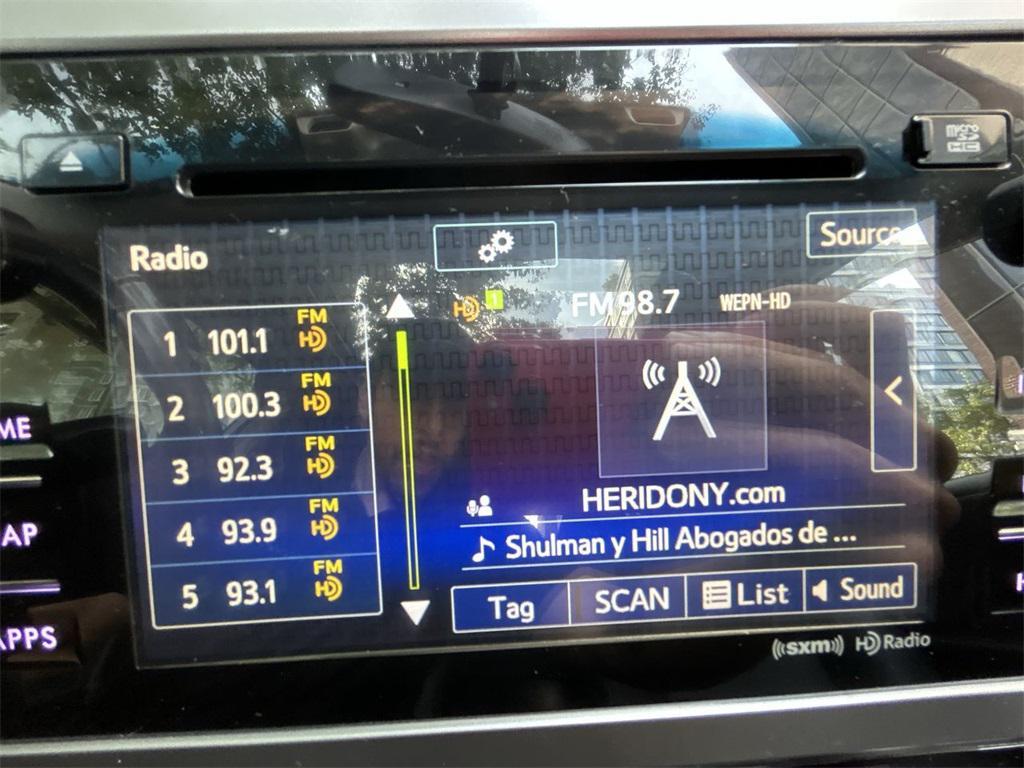 micro
SD
HC
Radio
Source
HD 1 FM 98.7 WEPN-HD
1 101.1 FM HD
2 100.3 FM HD
3 92.3 FM HD
4 93.9 FM HD
5 93.1 FM HD
HERIDONY.com
Shulman y Hill Abogados de ...
Tag SCAN List Sound
((sxm)) HD Radio
ME
AP
APPS